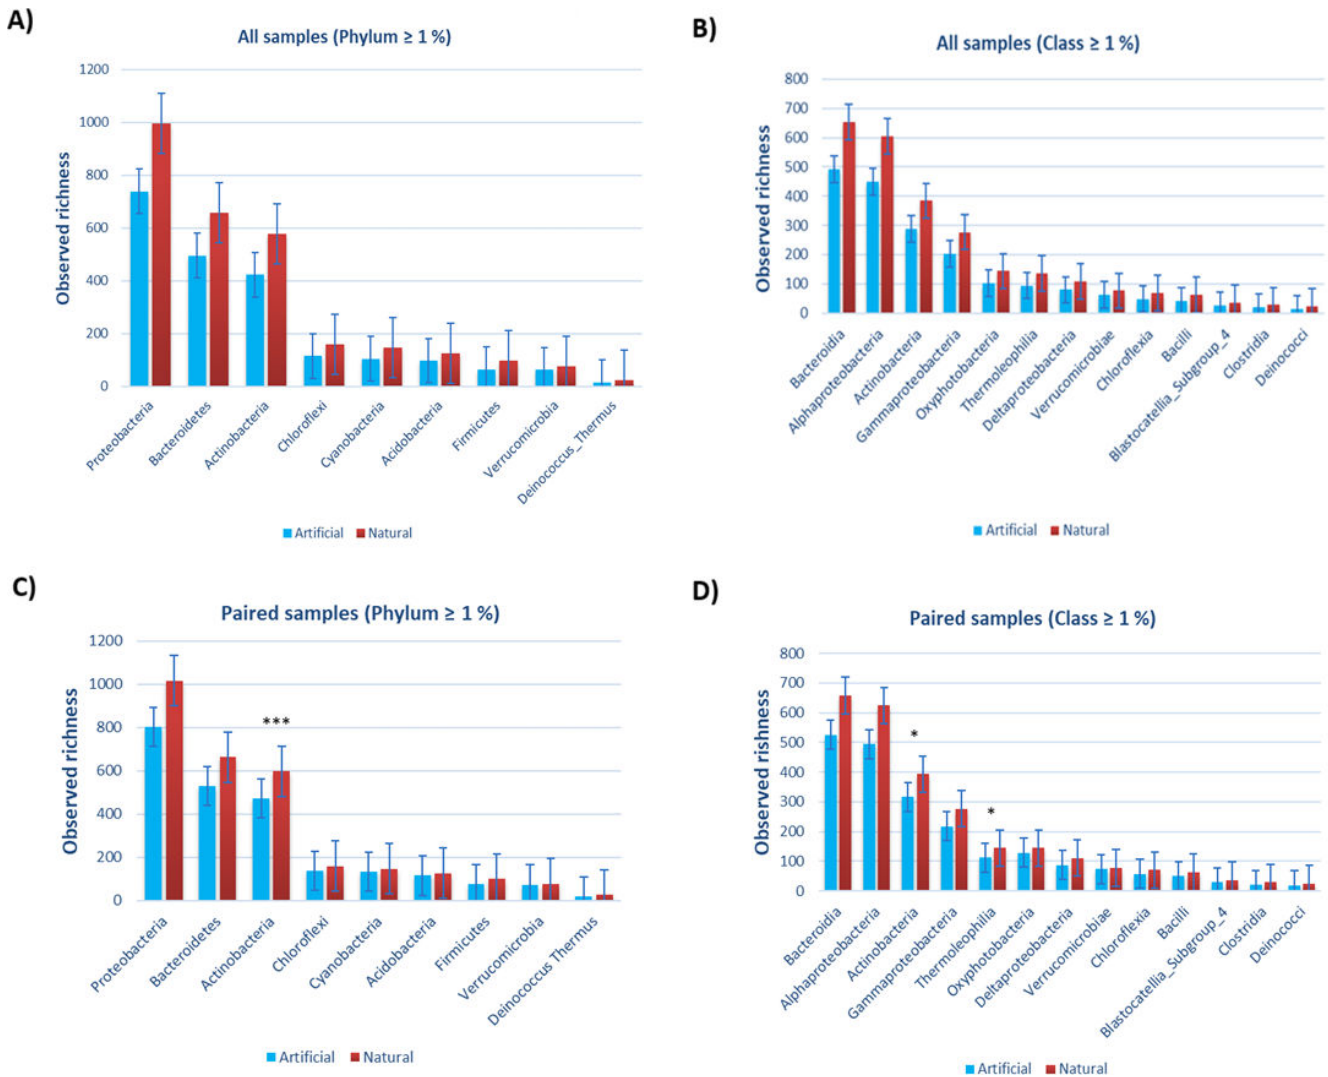 A)
All samples (Phylum ≥ 1 %)
Observed richness
1200
1000
800
600
400
200
0
Proteobacteria
Bacteroidetes
Actinobacteria
Chloroflexi
Cyanobacteria
Acidobacteria
Firmicutes
Verrucomicrobia
Deinococcus_Thermus
Artificial Natural
B)
All samples (Class ≥ 1 %)
Observed richness
800
700
600
500
400
300
200
100
0
Bacteroidia
Alphaproteobacteria
Actinobacteria
Gammaproteobacteria
Oxyphotobacteria
Thermoleophilia
Deltaproteobacteria
Verrucomicrobiae
Chloroflexia
Bacilli
Blastocatellia_Subgroup_4
Clostridia
Deinococci
Artificial Natural
C)
Paired samples (Phylum ≥ 1 %)
Observed richness
1200
1000
800
600
400
200
0
***
Proteobacteria
Bacteroidetes
Actinobacteria
Chloroflexi
Cyanobacteria
Acidobacteria
Firmicutes
Verrucomicrobia
Deinococcus Thermus
Artificial Natural
D)
Paired samples (Class ≥ 1 %)
Observed rishness
800
700
600
500
400
300
200
100
0
*
*
Bacteroidia
Alphaproteobacteria
Actinobacteria
Gammaproteobacteria
Thermoleophilia
Oxyphotobacteria
Deltaproteobacteria
Verrucomicrobiae
Chloroflexia
Bacilli
Blastocatellia_Subgroup_4
Clostridia
Deinococci
Artificial Natural